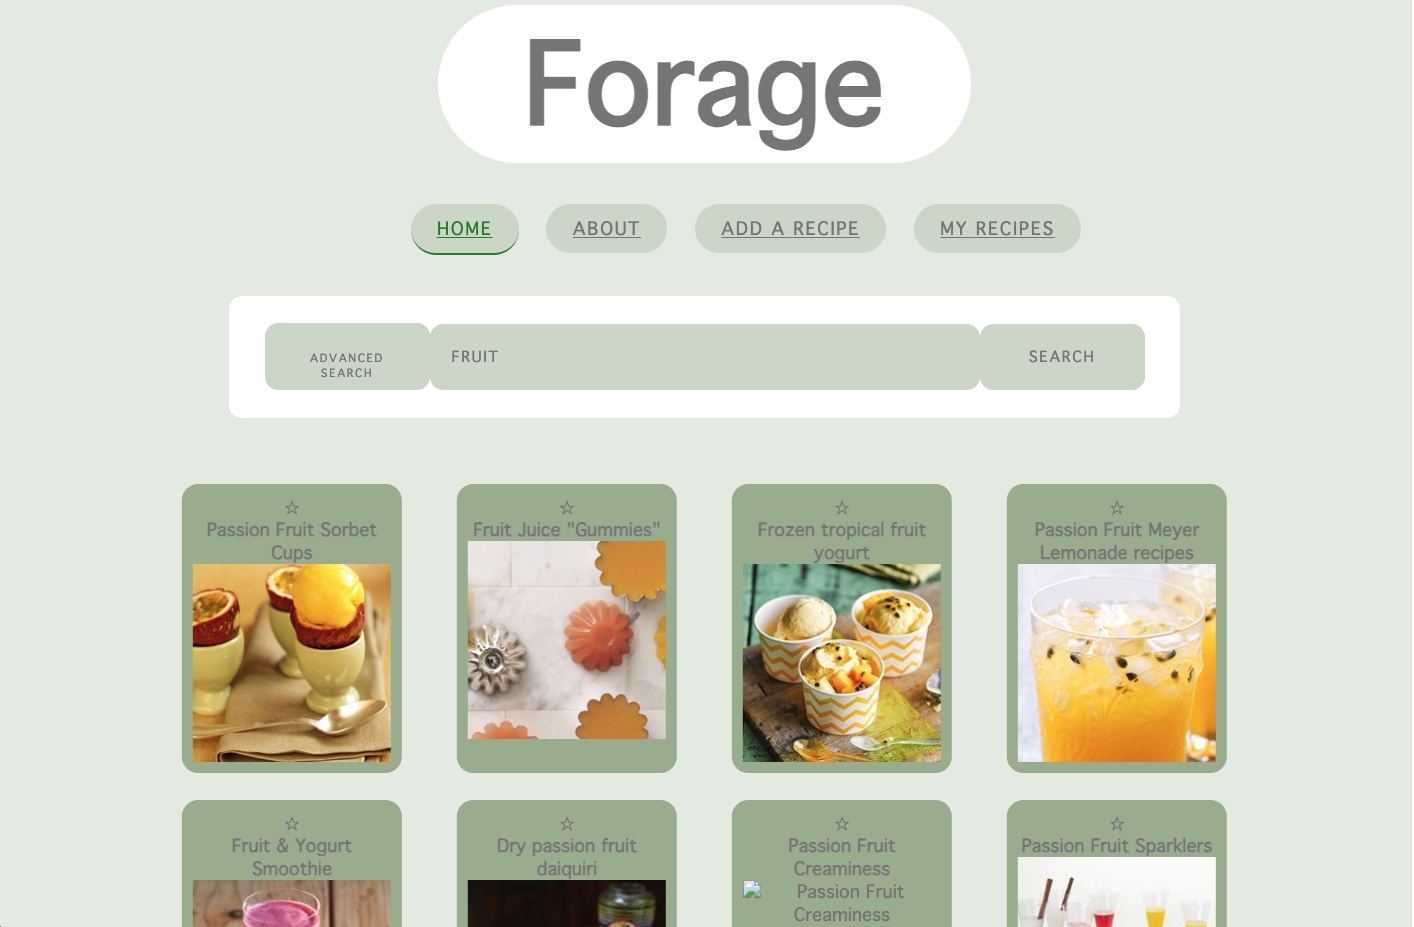 Forage
HOME ABOUT ADD A RECIPE MY RECIPES
ADVANCED
SEARCH
FRUIT
SEARCH
☆
Passion Fruit Sorbet
Cups
☆
Fruit Juice "Gummies"
☆
Frozen tropical fruit
yogurt
☆
Passion Fruit Meyer
Lemonade recipes
☆
Fruit & Yogurt
Smoothie
☆
Dry passion fruit
daiquiri
☆
Passion Fruit
Creaminess
Passion Fruit
Creaminess
☆
Passion Fruit Sparklers